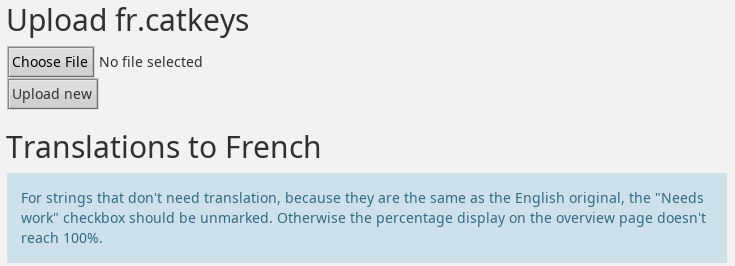 Upload fr.catkeys
Choose File No file selected
Upload new
Translations to French
For strings that don't need translation, because they are the same as the English original, the "Needs
work" checkbox should be unmarked. Otherwise the percentage display on the overview page doesn't
reach 100%.